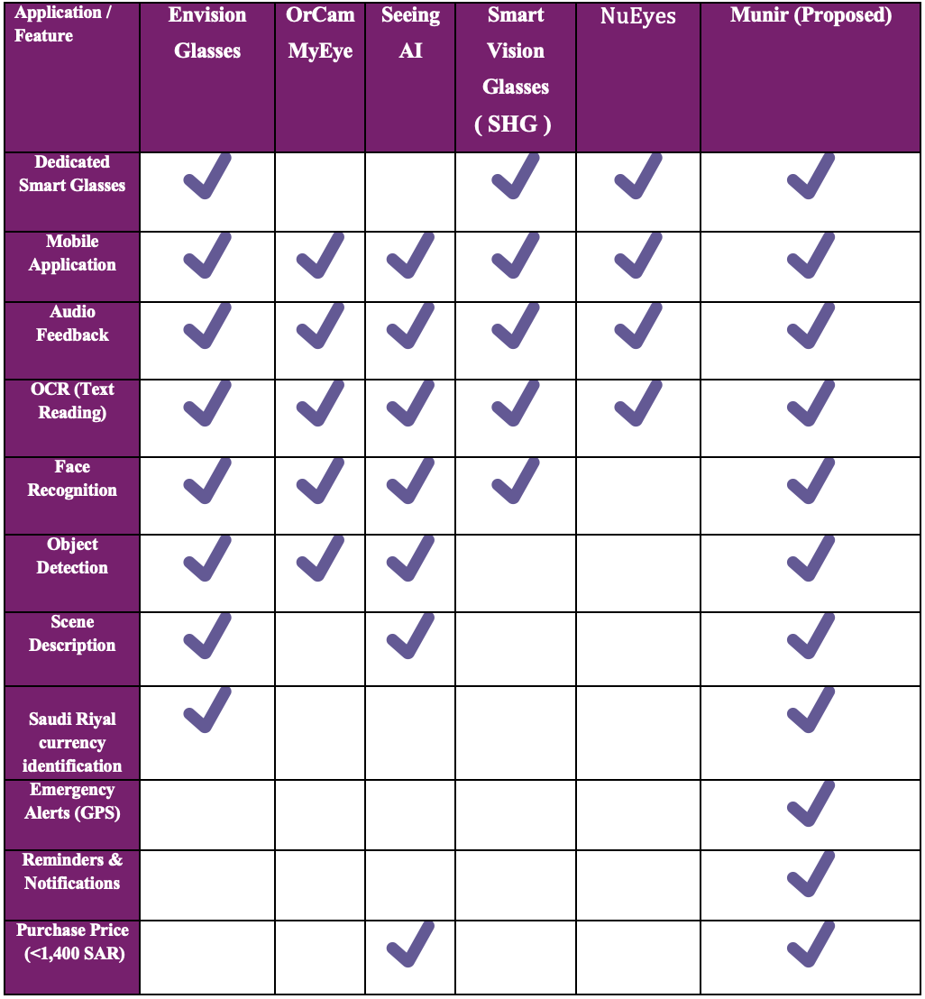 Application / Feature
Envision Glasses
OrCam MyEye
Seeing AI
Smart Vision Glasses ( SHG )
NuEyes
Munir (Proposed)
Dedicated
Smart Glasses
Mobile
Application
Audio
Feedback
OCR (Text
Reading)
Face
Recognition
Object
Detection
Scene
Description
Saudi Riyal
currency
identification
Emergency
Alerts (GPS)
Reminders &
Notifications
Purchase Price
(<1,400 SAR)